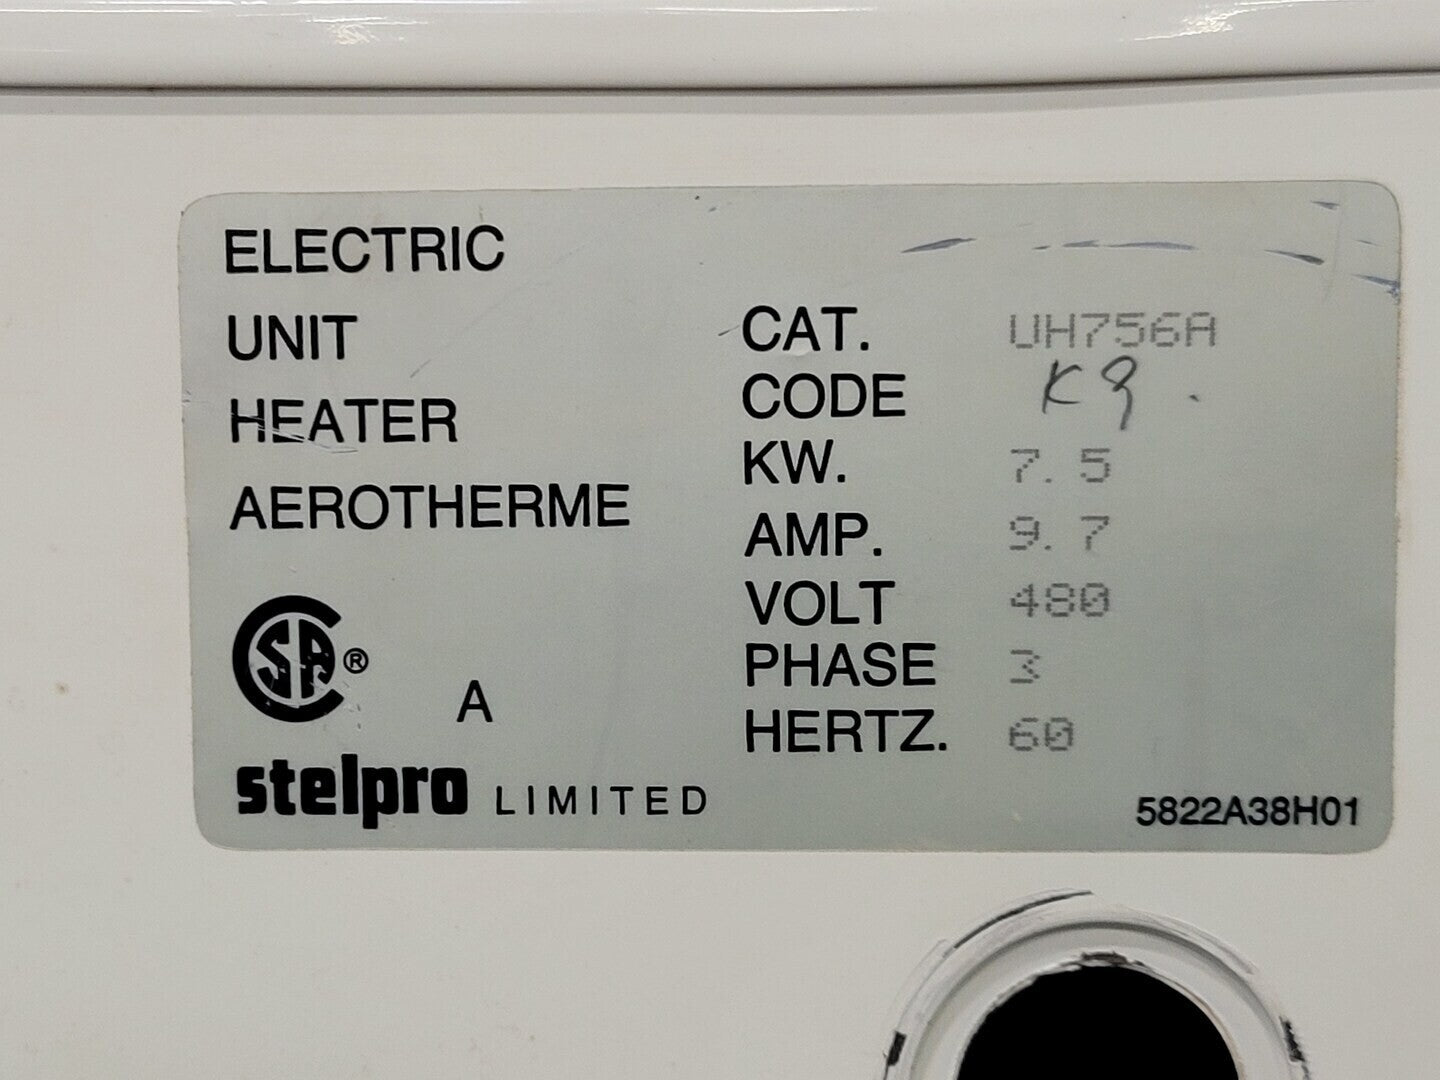 ELECTRIC
UNIT
HEATER
AEROTHERME
CSA® A
stelpro LIMITED
CAT. UH756A
CODE K9.
KW. 7.5
AMP. 9.7
VOLT 480
PHASE 3
HERTZ. 60
5822A38H01